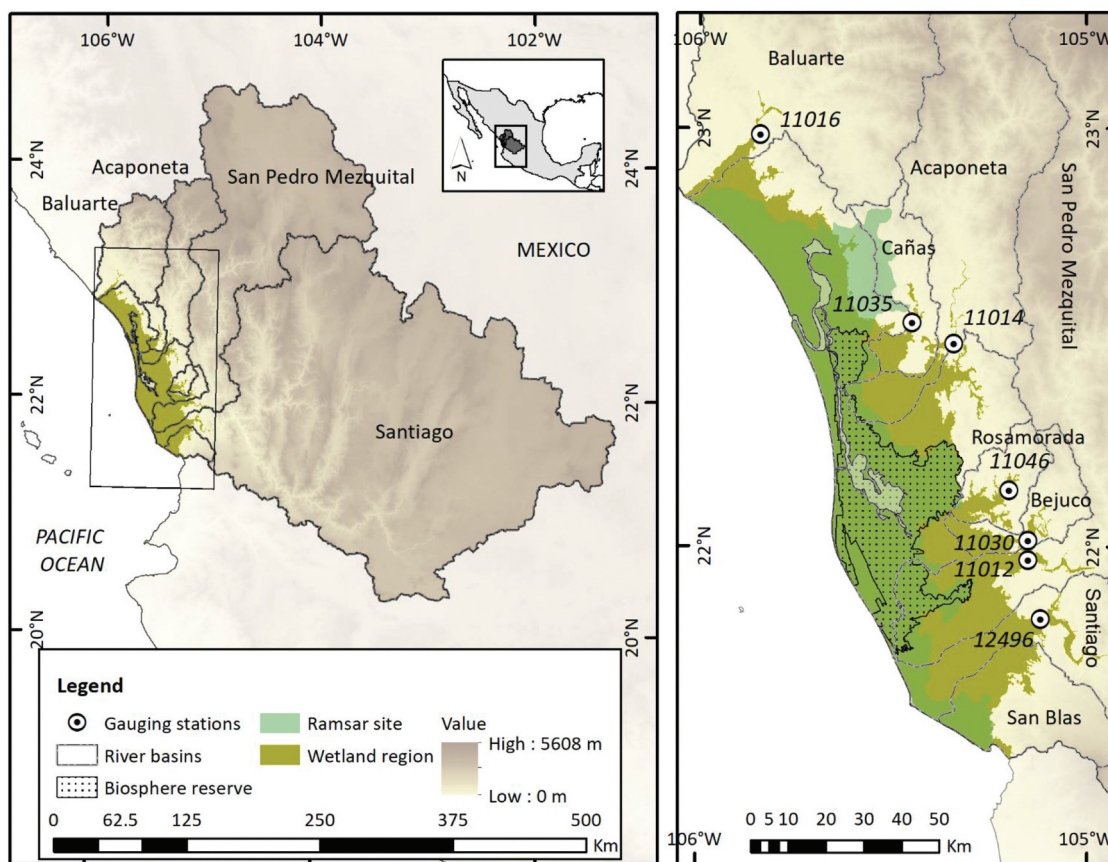 106°W
104°W
102°W
24°N
22°N
20°N
24°N
22°N
20°N
Acaponeta
Baluarte
San Pedro Mezquital
MEXICO
Santiago
PACIFIC
OCEAN
N
Legend
Gauging stations
River basins
Biosphere reserve
Ramsar site
Wetland region
Value
High : 5608 m
Low : 0 m
0 62.5 125 250 375 500
Km
106°W
105°W
23°N
23°N
22°N
22°N
Baluarte
11016
Acaponeta
San Pedro Mezquital
Cañas
11035
11014
Rosamorada
11046
Bejuco
11030
11012
Santiago
12496
San Blas
106°W
105°W
0 5 10 20 30 40 50
Km